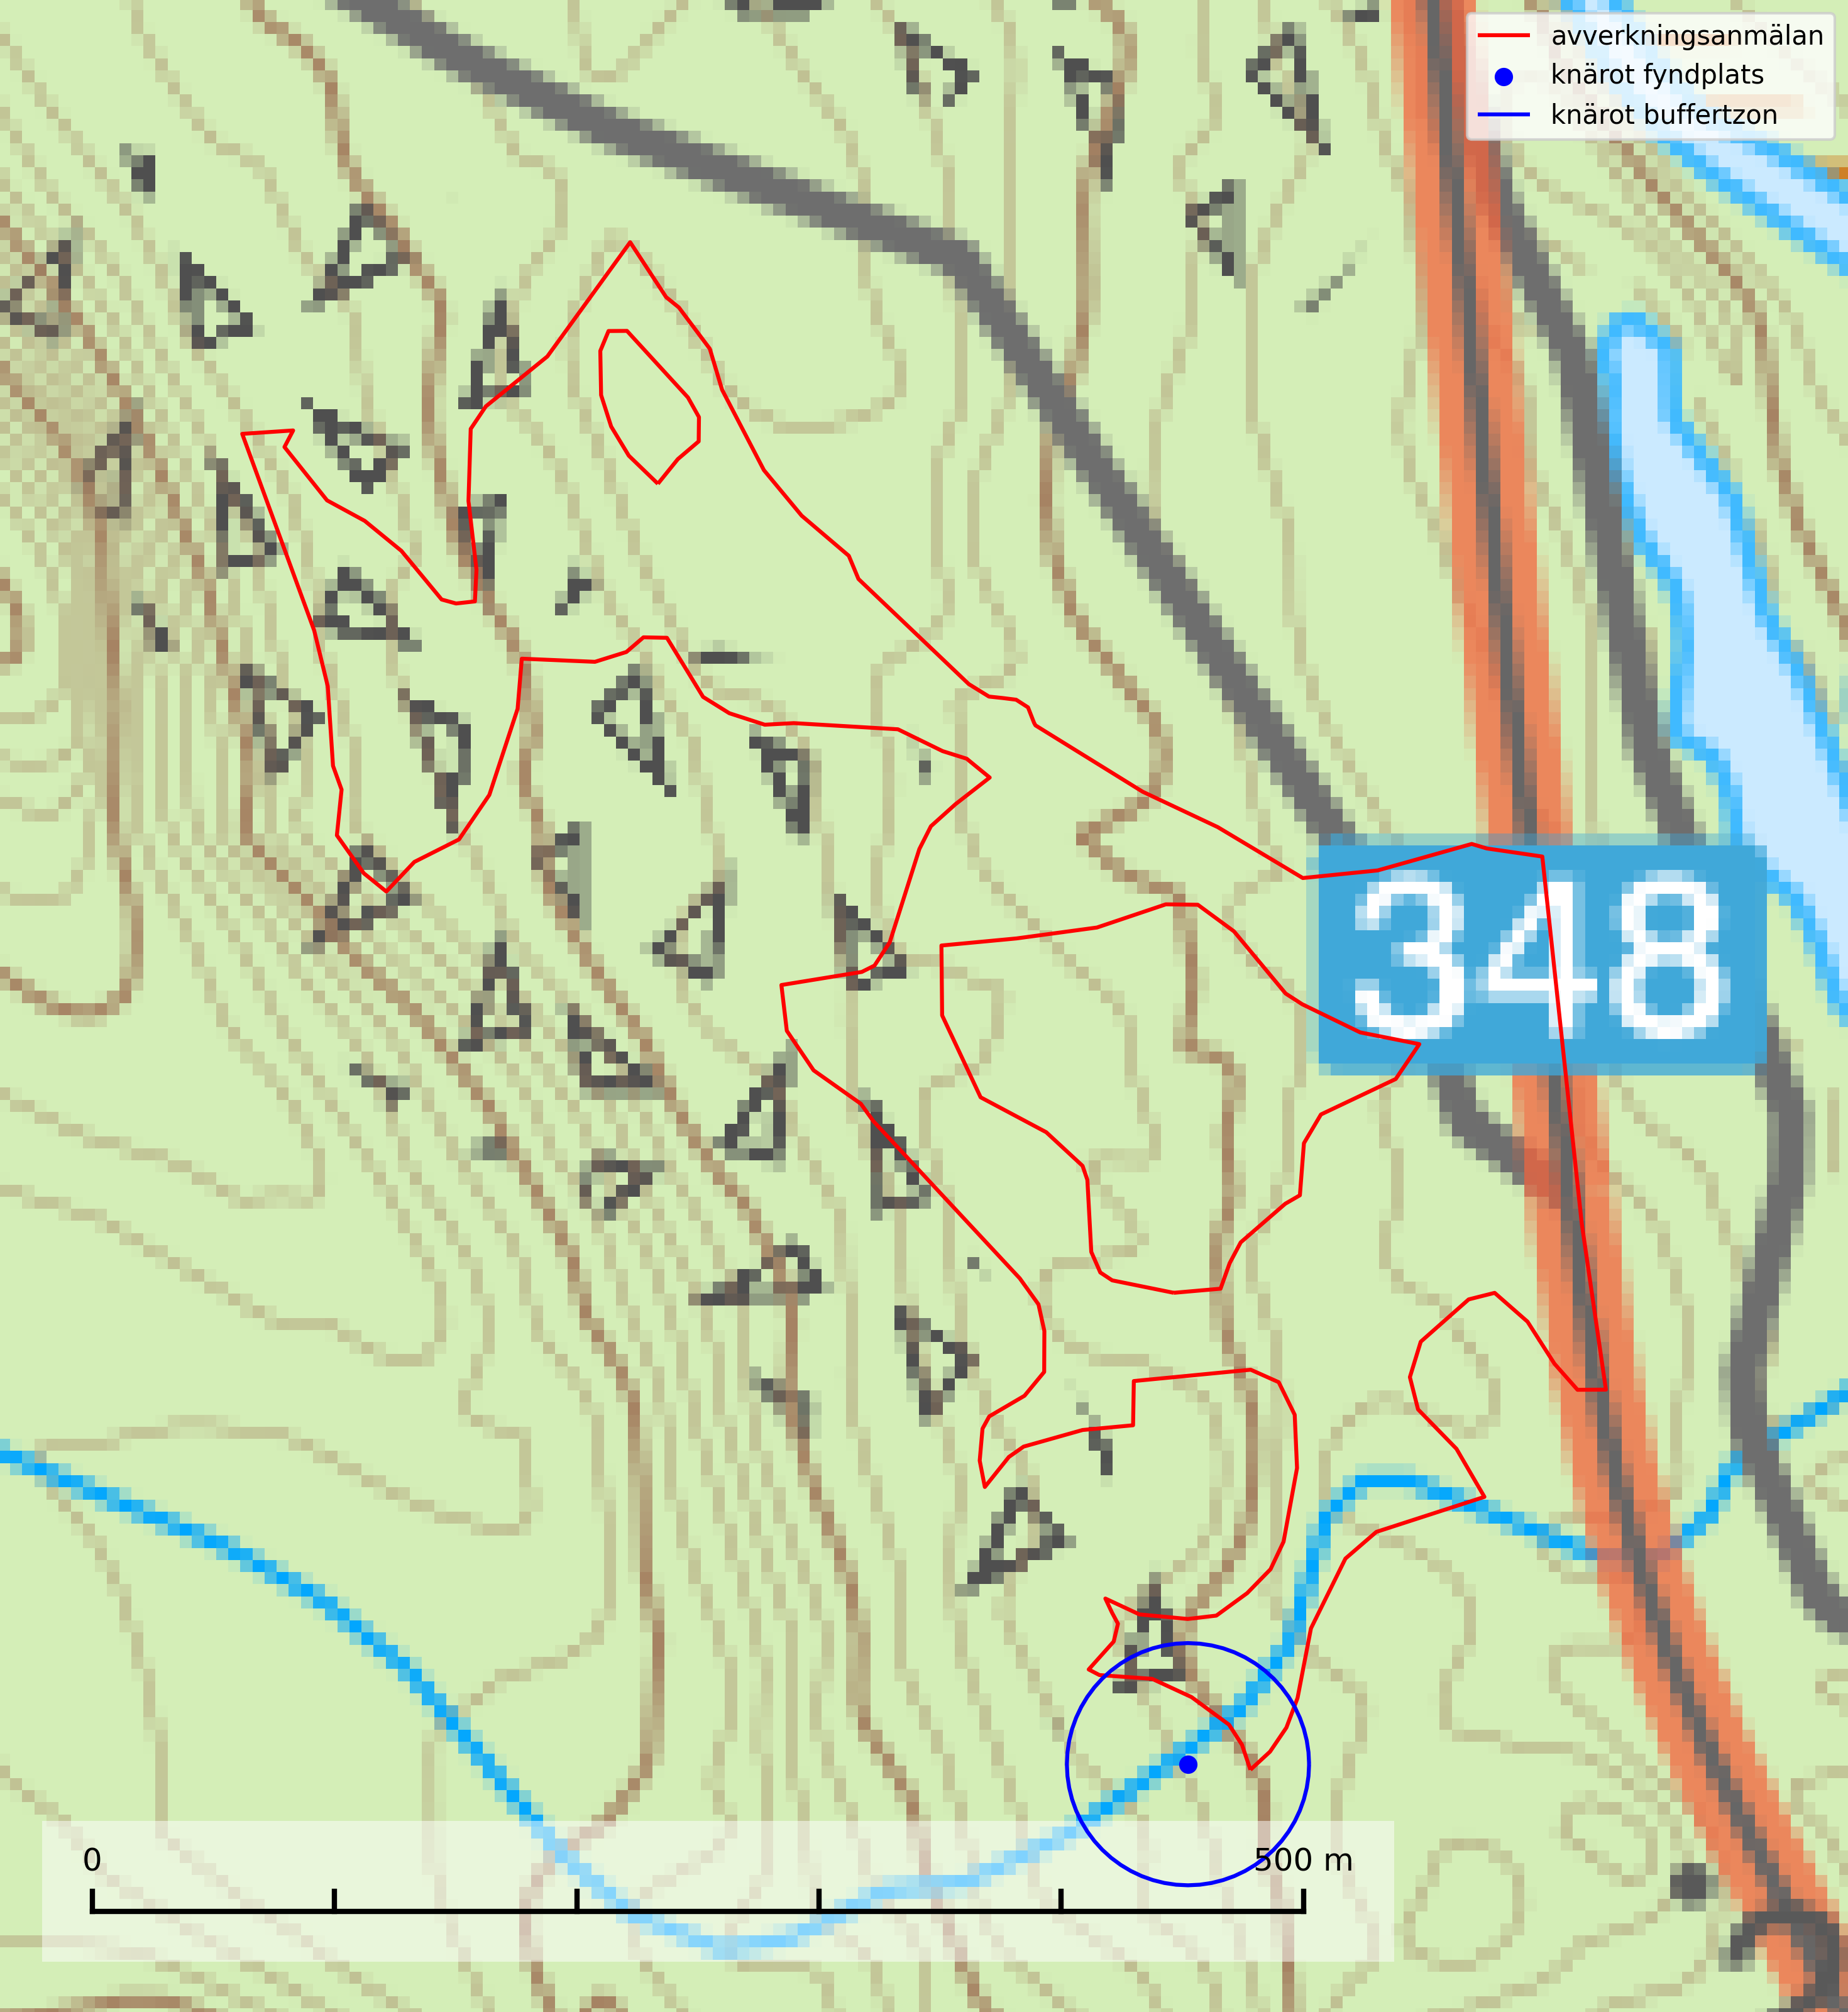 avverkningsanmälan
knärot fyndplats
knärot buffertzon
348
0 500 m